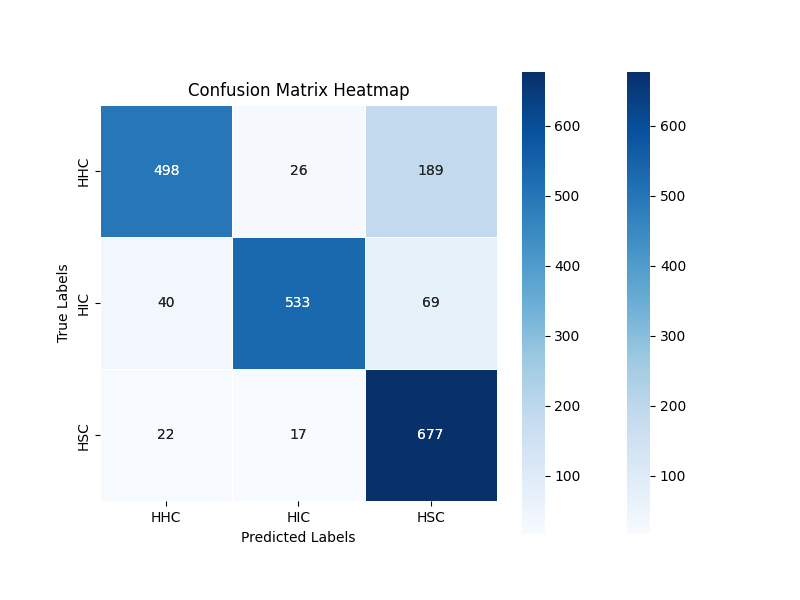 Confusion Matrix Heatmap
True Labels
HHC 498 26 189
HIC 40 533 69
HSC 22 17 677
HHC HIC HSC
Predicted Labels
600
500
400
300
200
100
600
500
400
300
200
100